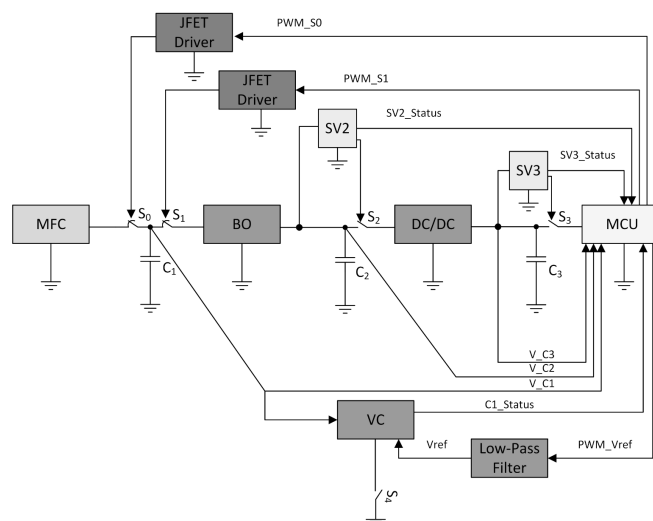 JFET
Driver
PWM_S0
JFET
Driver
PWM_S1
SV2
SV2_Status
SV3
SV3_Status
MFC
S0
S1
BO
S2
DC/DC
S3
MCU
C1
C2
C3
V_C3
V_C2
V_C1
VC
C1_Status
Vref
Low-Pass
Filter
PWM_Vref
S4